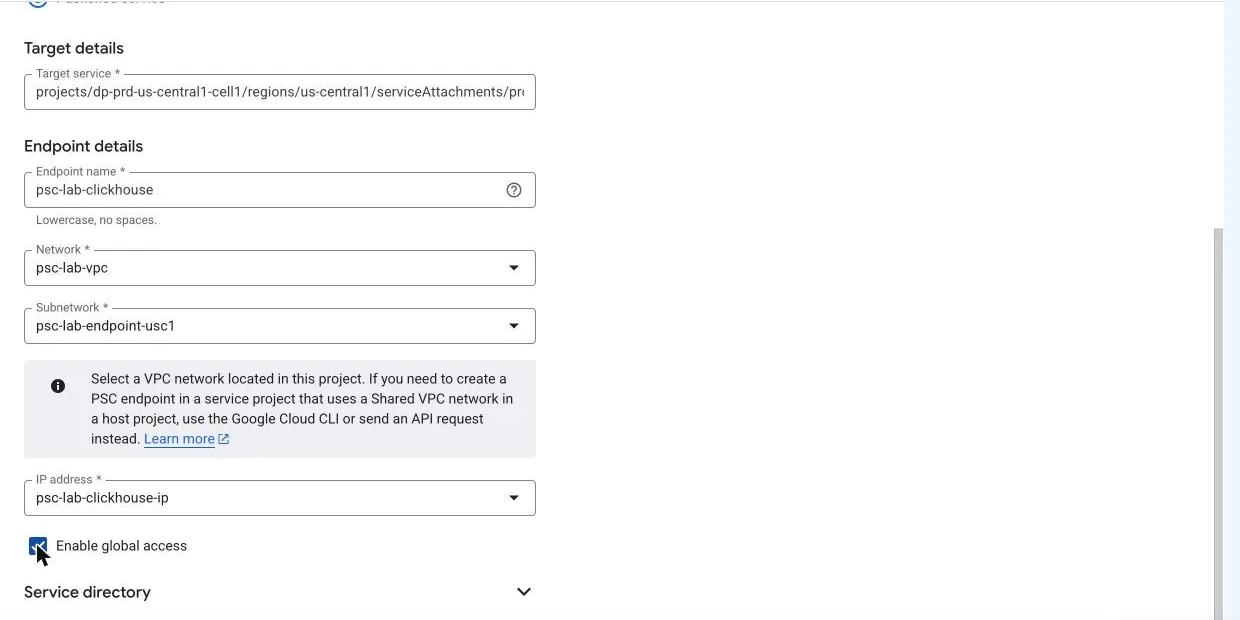 Target details
Target service *
projects/dp-prd-us-central1-cell1/regions/us-central1/serviceAttachments/pro
Endpoint details
Endpoint name *
psc-lab-clickhouse
Lowercase, no spaces.
Network *
psc-lab-vpc
Subnetwork *
psc-lab-endpoint-usc1
Select a VPC network located in this project. If you need to create a
PSC endpoint in a service project that uses a Shared VPC network in
a host project, use the Google Cloud CLI or send an API request
instead. Learn more
IP address *
psc-lab-clickhouse-ip
Enable global access
Service directory